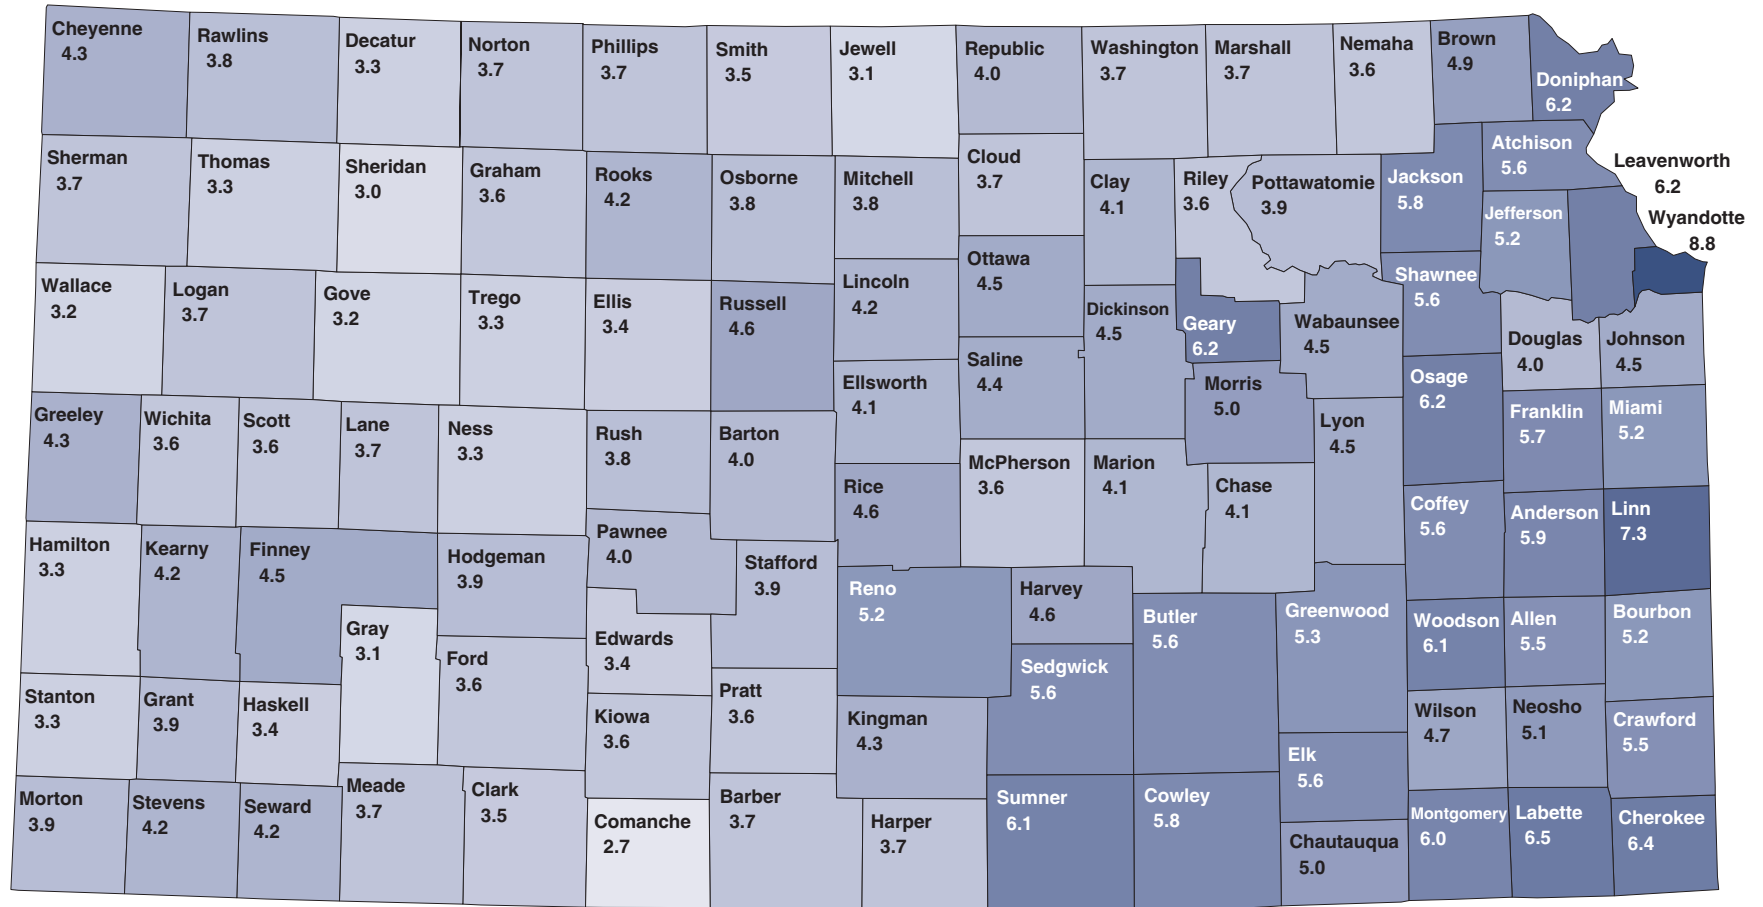 Cheyenne
4.3
Rawlins
3.8
Decatur
3.3
Norton
3.7
Phillips
3.7
Smith
3.5
Jewell
3.1
Republic
4.0
Washington
3.7
Marshall
3.7
Nemaha
3.6
Brown
4.9
Doniphan
6.2
Sherman
3.7
Thomas
3.3
Sheridan
3.0
Graham
3.6
Rooks
4.2
Osborne
3.8
Mitchell
3.8
Cloud
3.7
Clay
4.1
Riley
3.6
Pottawatomie
3.9
Jackson
5.8
Atchison
5.6
Jefferson
5.2
Leavenworth
6.2
Wyandotte
8.8
Wallace
3.2
Logan
3.7
Gove
3.2
Trego
3.3
Ellis
3.4
Russell
4.6
Lincoln
4.2
Ottawa
4.5
Saline
4.4
Dickinson
4.5
Geary
6.2
Wabaunsee
4.5
Shawnee
5.6
Douglas
4.0
Johnson
4.5
Greeley
4.3
Wichita
3.6
Scott
3.6
Lane
3.7
Ness
3.3
Rush
3.8
Barton
4.0
Ellsworth
4.1
Rice
4.6
McPherson
3.6
Marion
4.1
Morris
5.0
Chase
4.1
Lyon
4.5
Osage
6.2
Franklin
5.7
Miami
5.2
Coffey
5.6
Anderson
5.9
Linn
7.3
Hamilton
3.3
Kearny
4.2
Finney
4.5
Hodgeman
3.9
Pawnee
4.0
Stafford
3.9
Gray
3.1
Ford
3.6
Edwards
3.4
Reno
5.2
Harvey
4.6
Sedgwick
5.6
Butler
5.6
Greenwood
5.3
Woodson
6.1
Allen
5.5
Bourbon
5.2
Stanton
3.3
Grant
3.9
Haskell
3.4
Kiowa
3.6
Pratt
3.6
Kingman
4.3
Elk
5.6
Wilson
4.7
Neosho
5.1
Crawford
5.5
Morton
3.9
Stevens
4.2
Seward
4.2
Meade
3.7
Clark
3.5
Comanche
2.7
Barber
3.7
Harper
3.7
Sumner
6.1
Cowley
5.8
Chautauqua
5.0
Montgomery
6.0
Labette
6.5
Cherokee
6.4